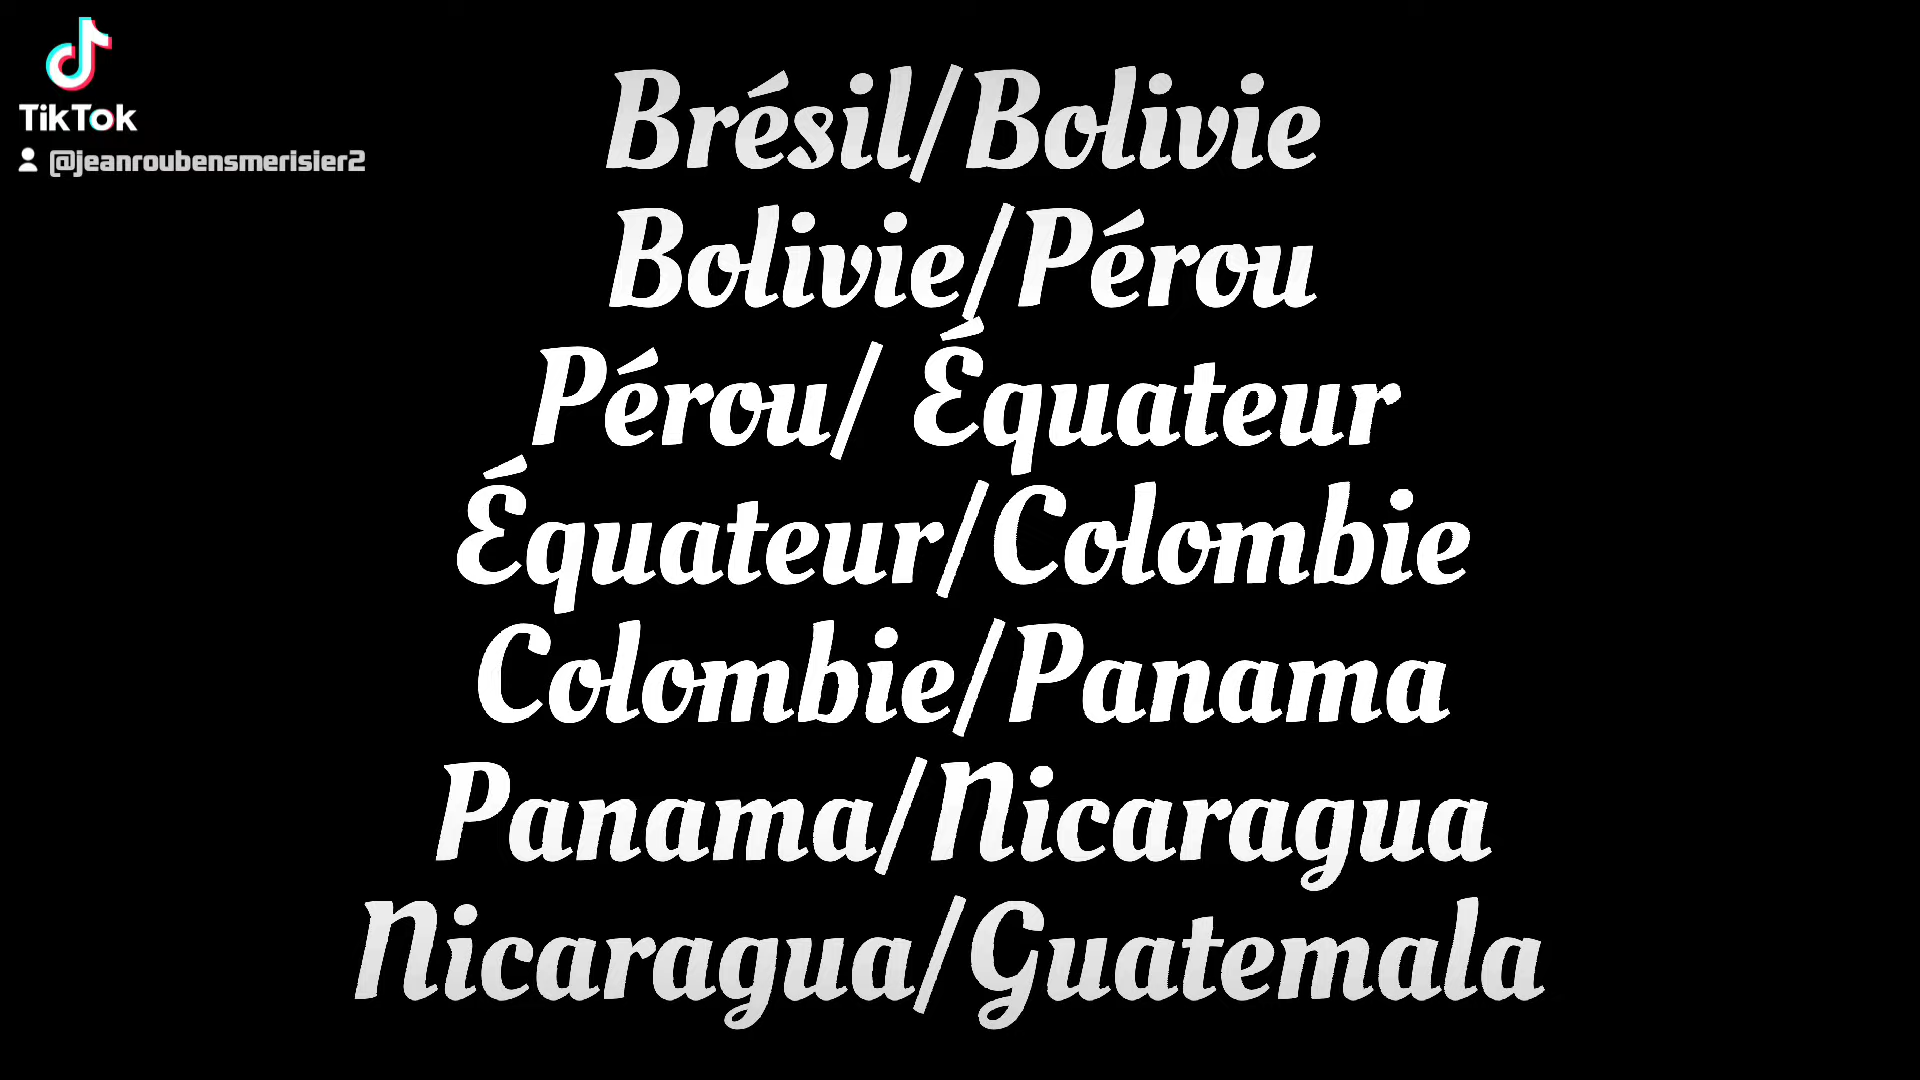 TikTok
@jeanroubensmerisier2
Brésil/Bolivie
Bolivie/Pérou
Pérou/ Équateur
Équateur/Colombie
Colombie/Panama
Panama/Nicaragua
Nicaragua/Guatemala